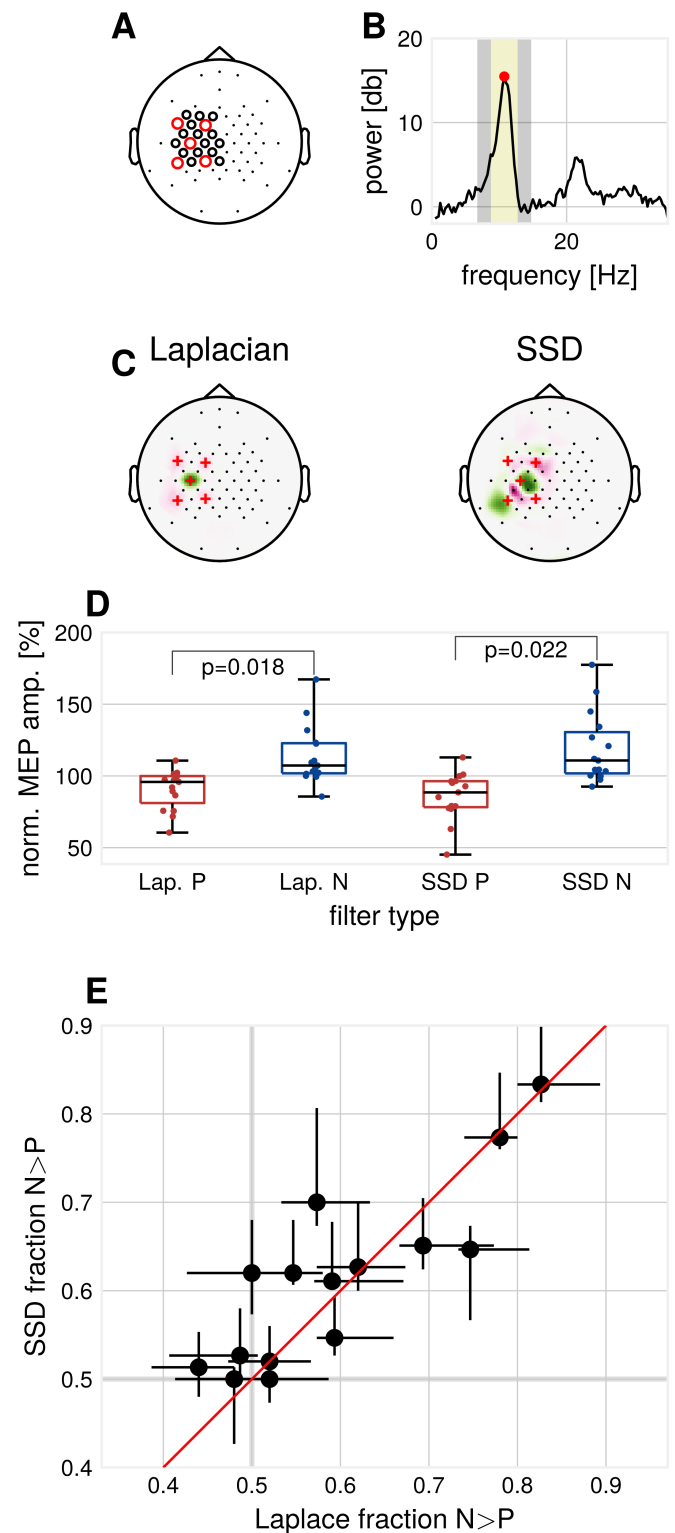 A
B
20
10
0
power [db]
0
20
frequency [Hz]
C
Laplacian
SSD
D
200
150
100
50
norm. MEP amp. [%]
p=0.018
p=0.022
Lap. P
Lap. N
SSD P
SSD N
filter type
E
0.9
0.8
0.7
0.6
0.5
0.4
SSD fraction N>P
0.4
0.5
0.6
0.7
0.8
0.9
Laplace fraction N>P